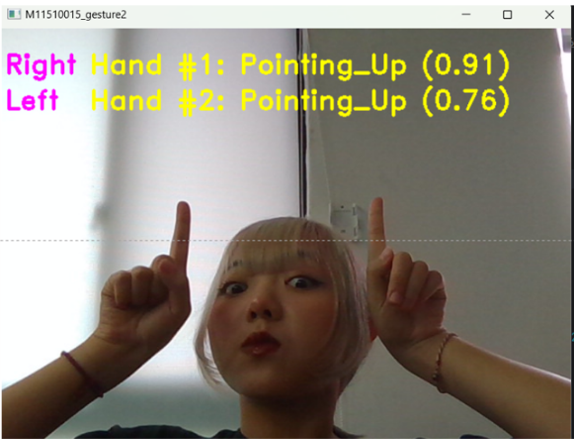 M11510015_gesture2
Right Hand #1: Pointing_Up (0.91)
Left Hand #2: Pointing_Up (0.76)